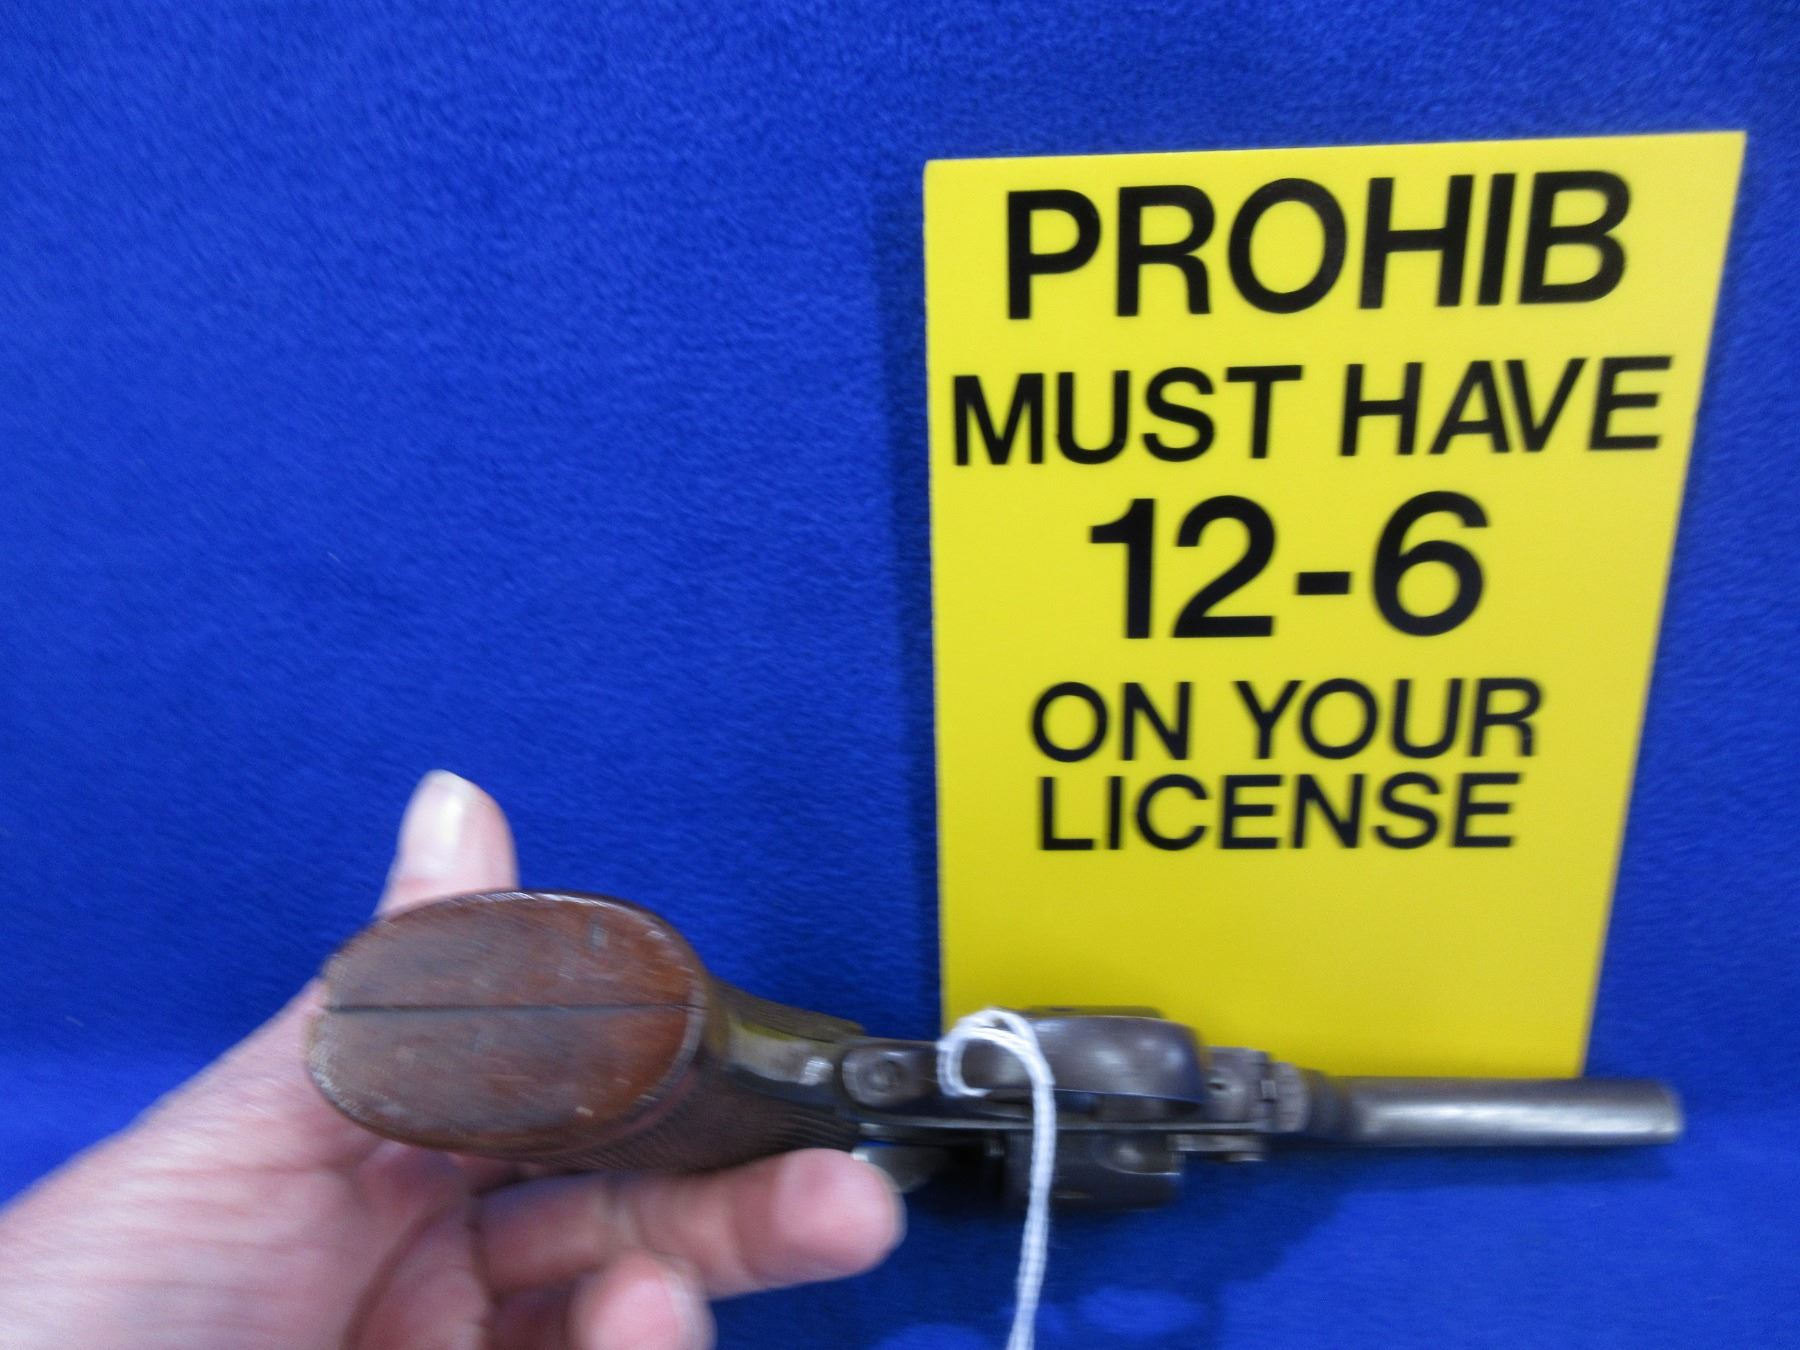 PROHIB
MUST HAVE
12-6
ON YOUR
LICENSE